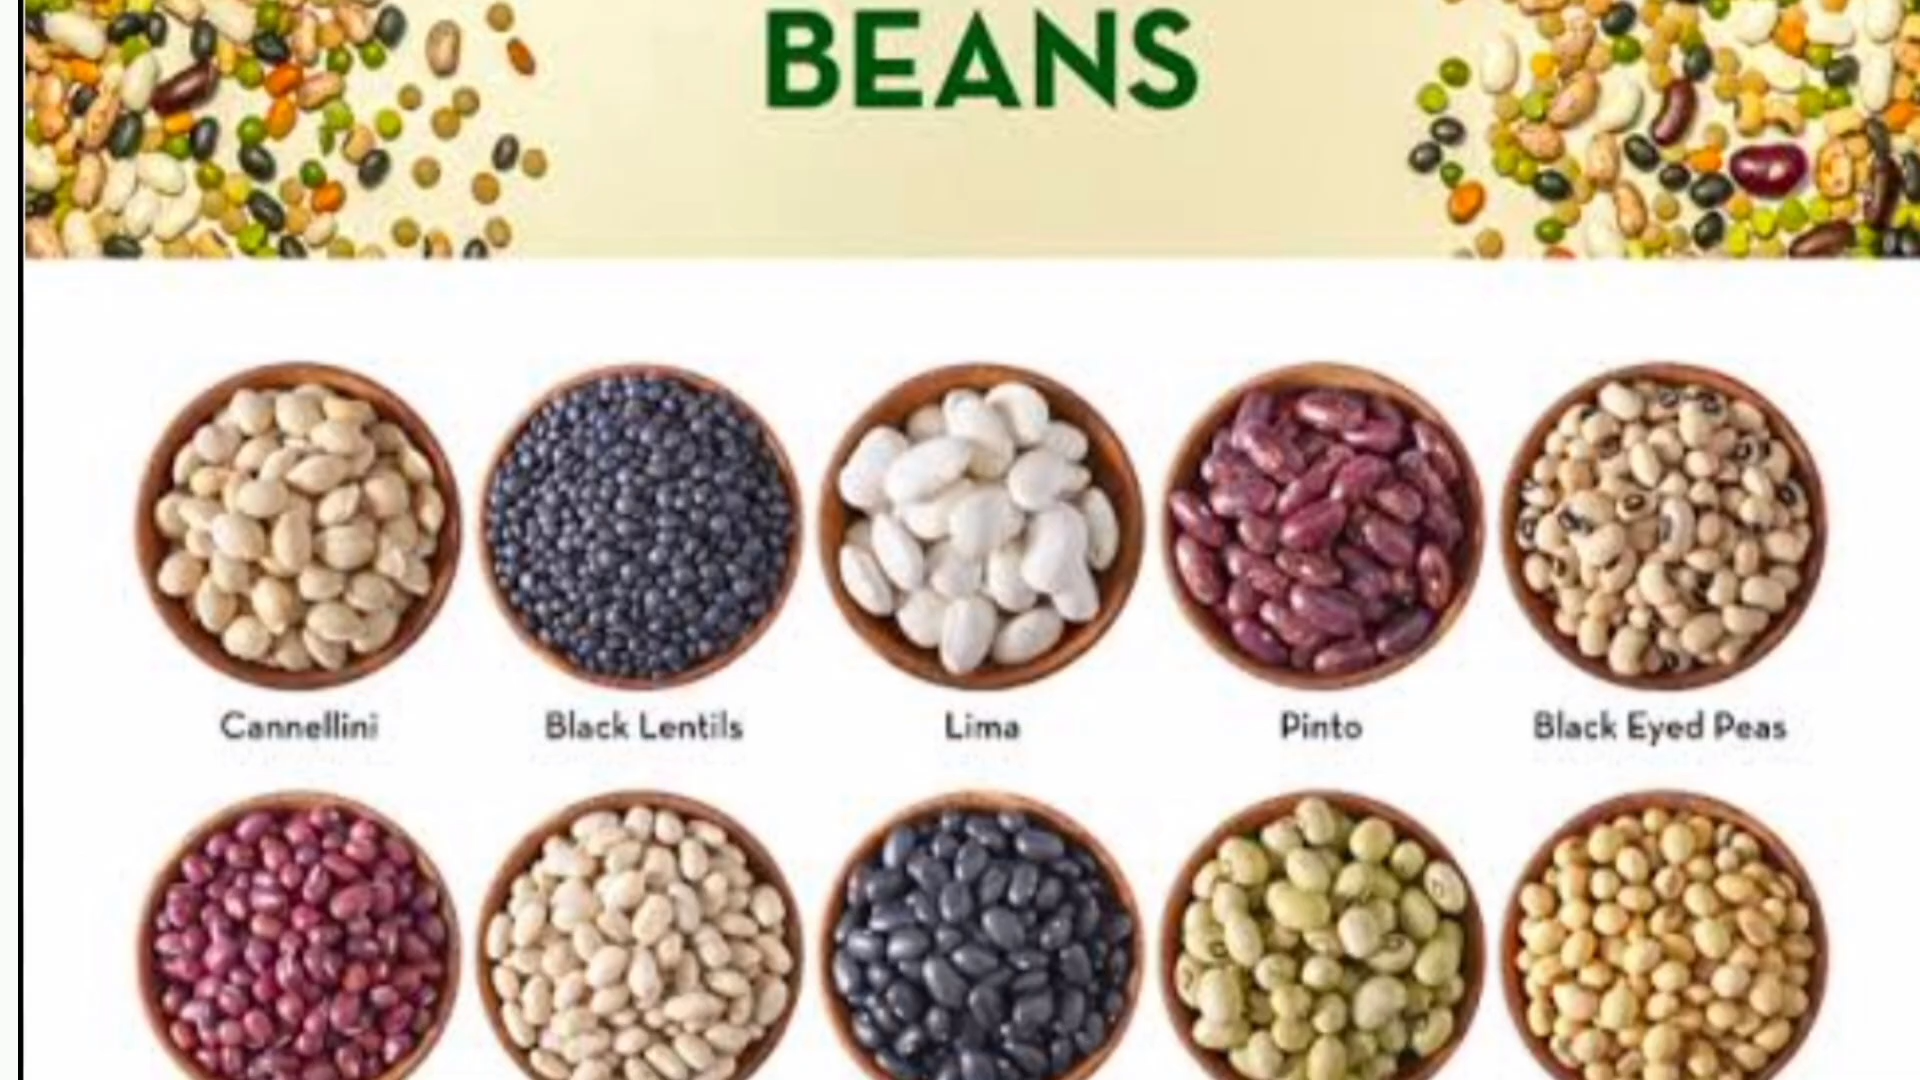 BEANS
Cannellini
Black Lentils
Lima
Pinto
Black Eyed Peas